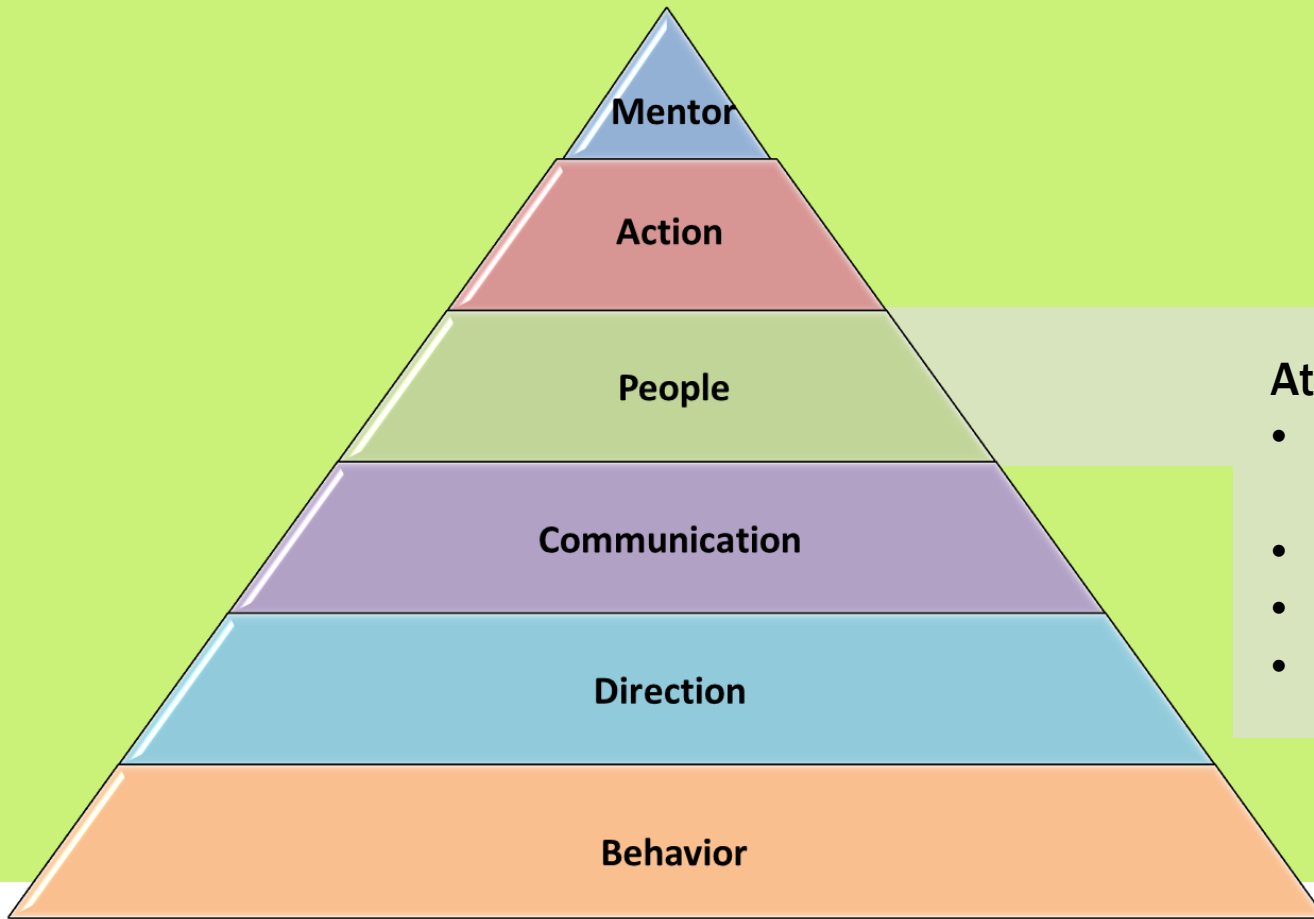 Mentor
Action
People
At
•
•
•
•
Communication
Direction
Behavior